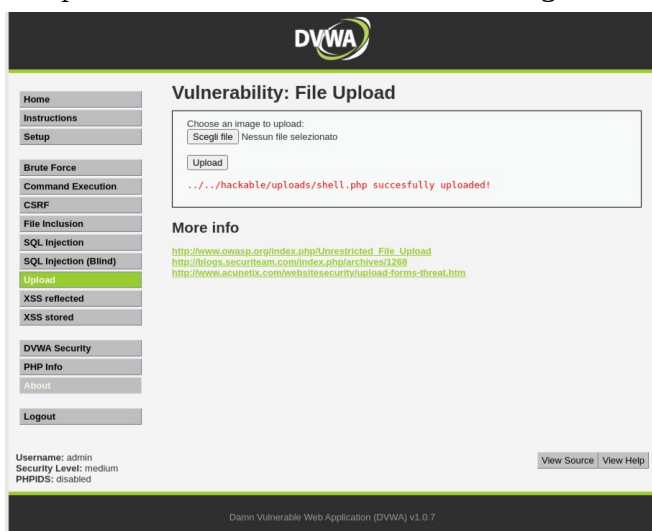 DVWA
Home
Instructions
Setup
Brute Force
Command Execution
CSRF
File Inclusion
SQL Injection
SQL Injection (Blind)
Upload
XSS reflected
XSS stored
DVWA Security
PHP Info
About
Logout
Vulnerability: File Upload
Choose an image to upload:
Scegli file Nessun file selezionato
Upload
../../hackable/uploads/shell.php succesfully uploaded!
More info
http://www.owasp.org/index.php/Unrestricted_File_Upload
http://blogs.securiteam.com/index.php/archives/1268
http://www.acunetix.com/websitesecurity/upload-forms-threat.htm
Username: admin
Security Level: medium
PHPIDS: disabled
View Source View Help
Damn Vulnerable Web Application (DVWA) v1.0.7